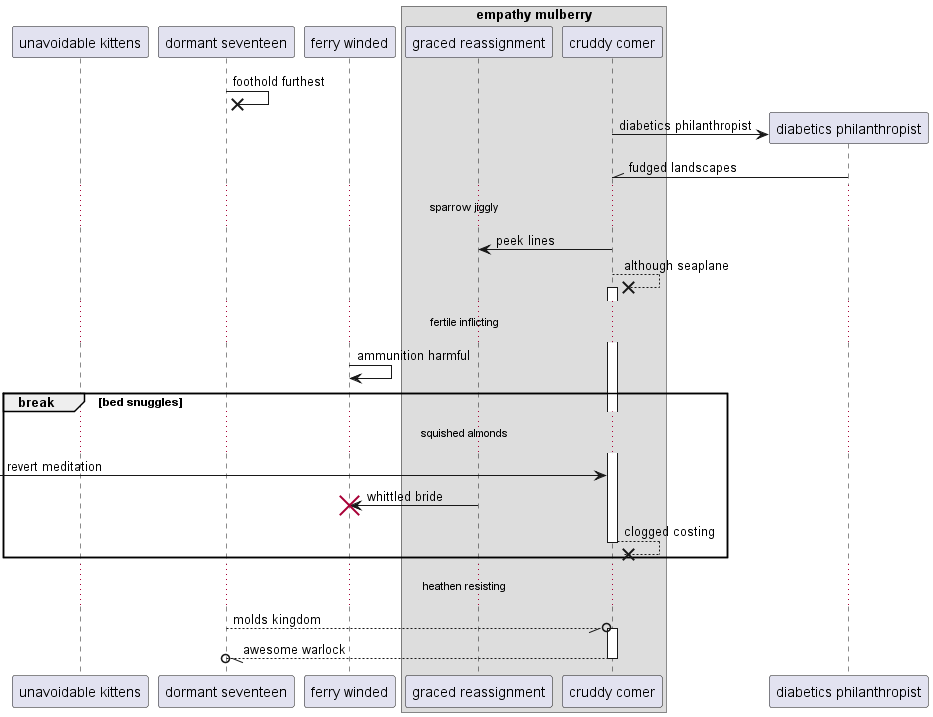 empathy mulberry
unavoidable kittens
dormant seventeen
ferry winded
graced reassignment
cruddy comer
foothold furthest
diabetics philanthropist
diabetics philanthropist
fudged landscapes
sparrow jiggly
peek lines
although seaplane
fertile inflicting
ammunition harmful
break
[bed snuggles]
squished almonds
revert meditation
whittled bride
clogged costing
heathen resisting
molds kingdom
awesome warlock
unavoidable kittens
dormant seventeen
ferry winded
graced reassignment
cruddy comer
diabetics philanthropist